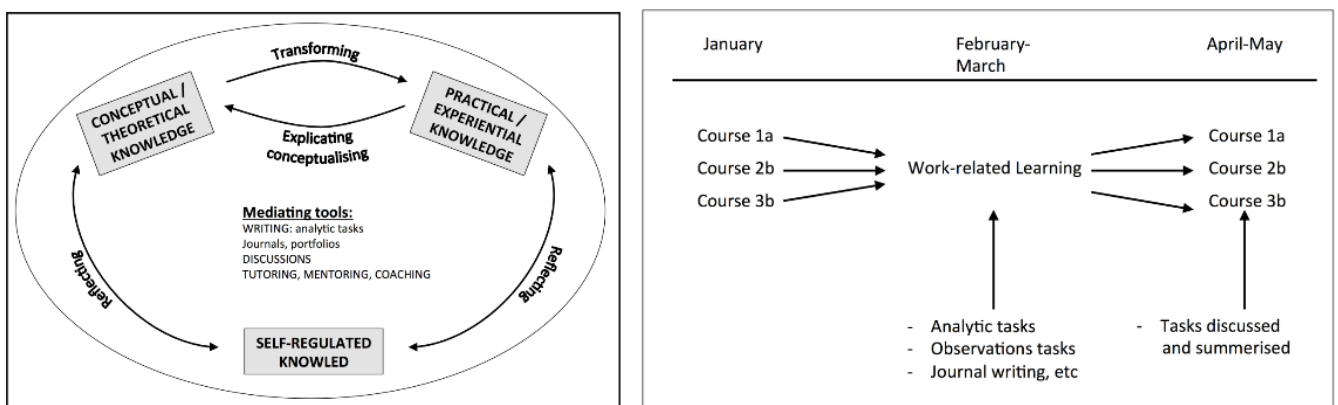 Transforming
CONCEPTUAL /
THEORETICAL
KNOWLEDGE
PRACTICAL /
EXPERIENTIAL
KNOWLEDGE
Explicating
conceptualising
Mediating tools:
WRITING: analytic tasks
Journals, portfolios
DISCUSSIONS
TUTORING, MENTORING, COACHING
Reflecting
Reflecting
SELF-REGULATED
KNOWLED
January
February-
March
April-May
Course 1a
Course 2b
Course 3b
Work-related Learning
Course 1a
Course 2b
Course 3b
- Analytic tasks
- Observations tasks
- Journal writing, etc
- Tasks discussed
and summerised